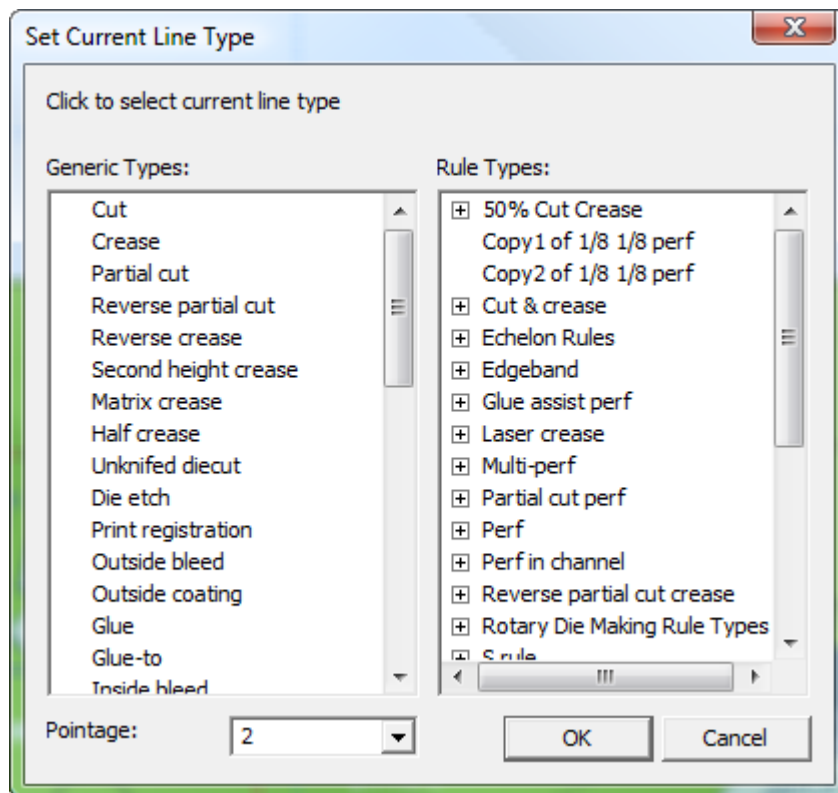 Set Current Line Type
Click to select current line type
Generic Types:
Cut
Crease
Partial cut
Reverse partial cut
Reverse crease
Second height crease
Matrix crease
Half crease
Unknifed diecut
Die etch
Print registration
Outside bleed
Outside coating
Glue
Glue-to
Inside bleed
Rule Types:
50% Cut Crease
Copy1 of 1/8 1/8 perf
Copy2 of 1/8 1/8 perf
Cut & crease
Echelon Rules
Edgeband
Glue assist perf
Laser crease
Multi-perf
Partial cut perf
Perf
Perf in channel
Reverse partial cut crease
Rotary Die Making Rule Types
S rule
Pointage:
2
OK
Cancel